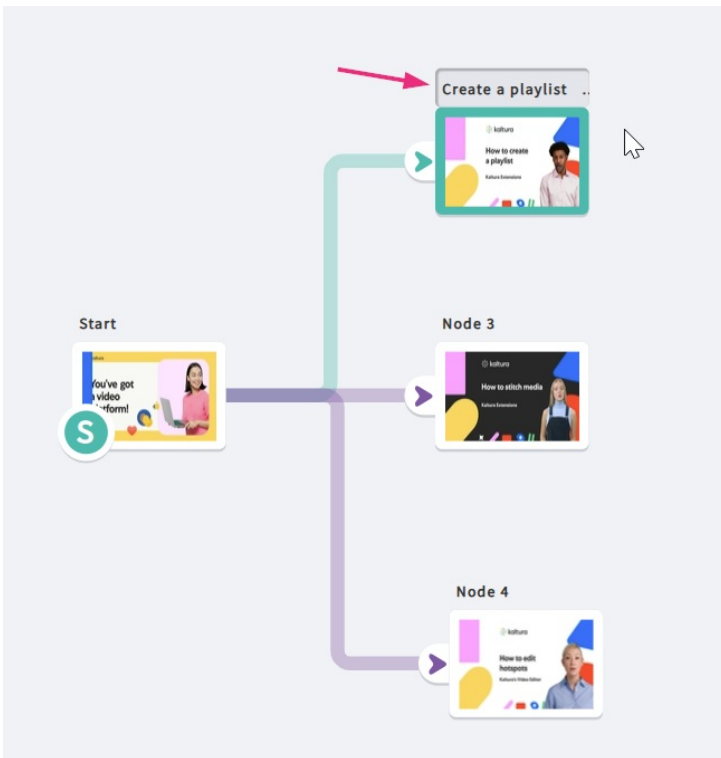 Create a playlist ..
kaltura
How to create
a playlist
Kaltura Extensions
Start
You've got
a video
platform!
S
Node 3
kaltura
How to stitch media
Kaltura Extensions
Node 4
kaltura
How to edit
hotspots
Kaltura's Video Editor